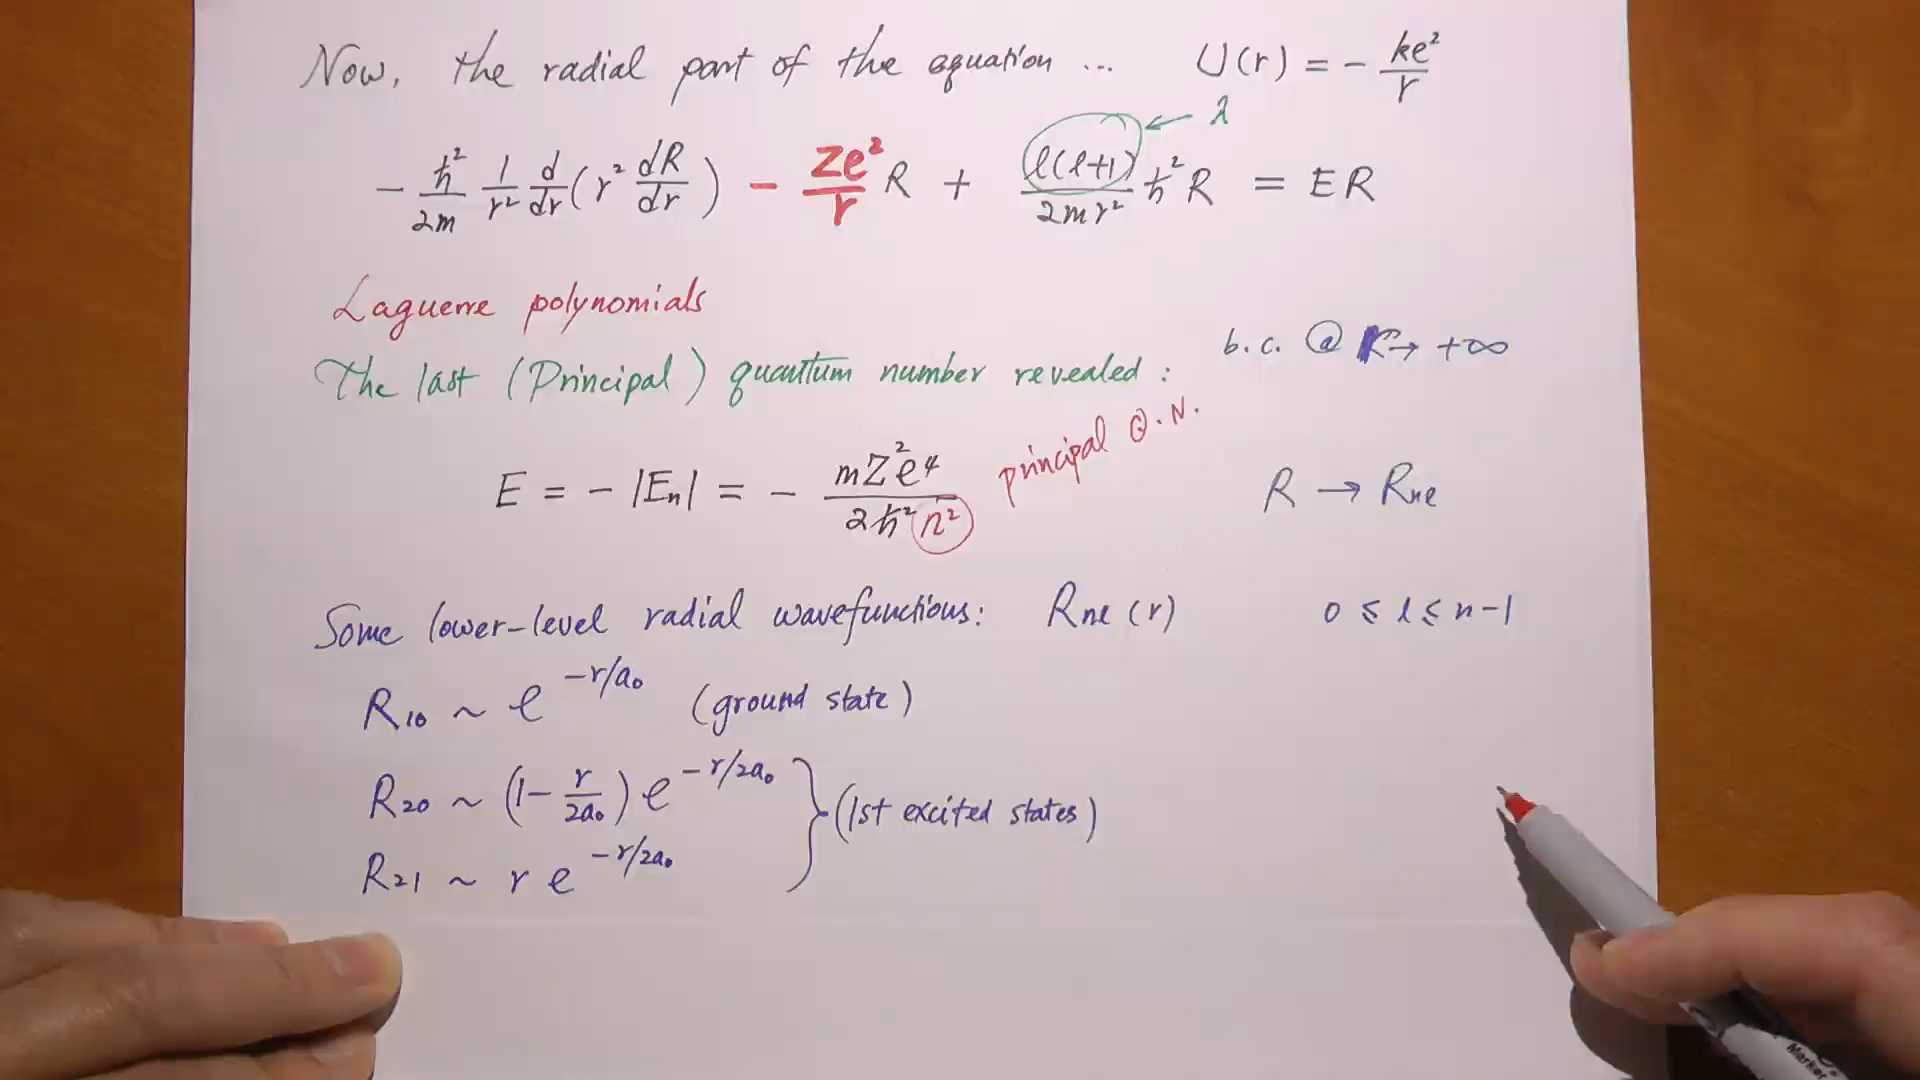 Now, the radial part of the equation ... U(r) = - ke²/r
- ħ²/2m 1/r² d/dr (r² dR/dr) - Ze²/r R + l(l+1)/2mr² ħ² R = ER ← λ
Laguerre polynomials
b.c. @ r → +∞
The last (Principal) quantum number revealed :
E = - |En| = - mZ²e⁴/2ħ²n² principal Q.N. R → Rnl
Some lower-level radial wavefunctions: Rnl (r) 0 ≤ l ≤ n-1
R10 ~ e^-r/a₀ (ground state)
R20 ~ (1- r/2a₀) e^-r/2a₀
(1st excited states)
R21 ~ r e^-r/2a₀
Marker